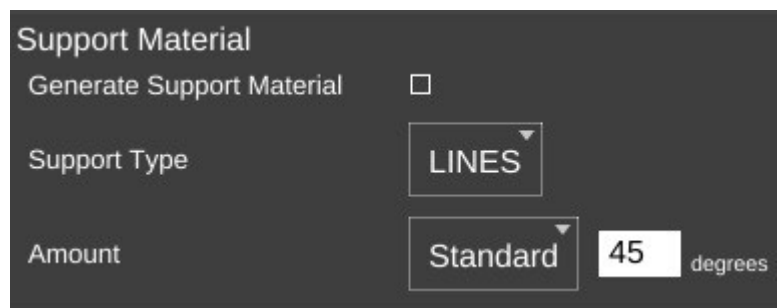 Support Material
Generate Support Material
Support Type LINES
Amount Standard 45 degrees